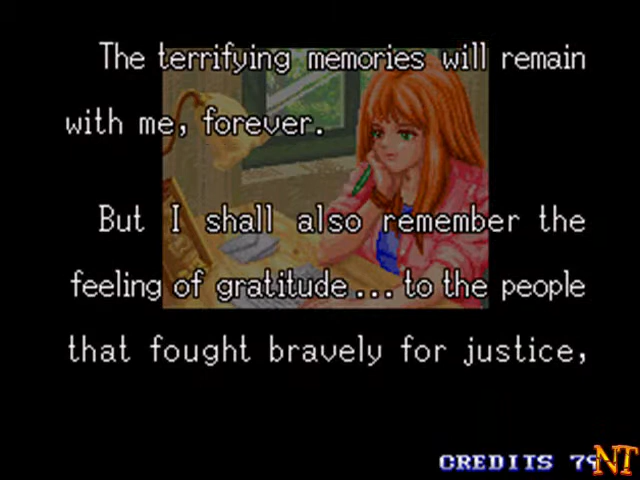 The terrifying memories will remain
with me, forever.
But I shall also remember the
feeling of gratitude... to the people
that fought bravely for justice,
CREDITS 79
NT